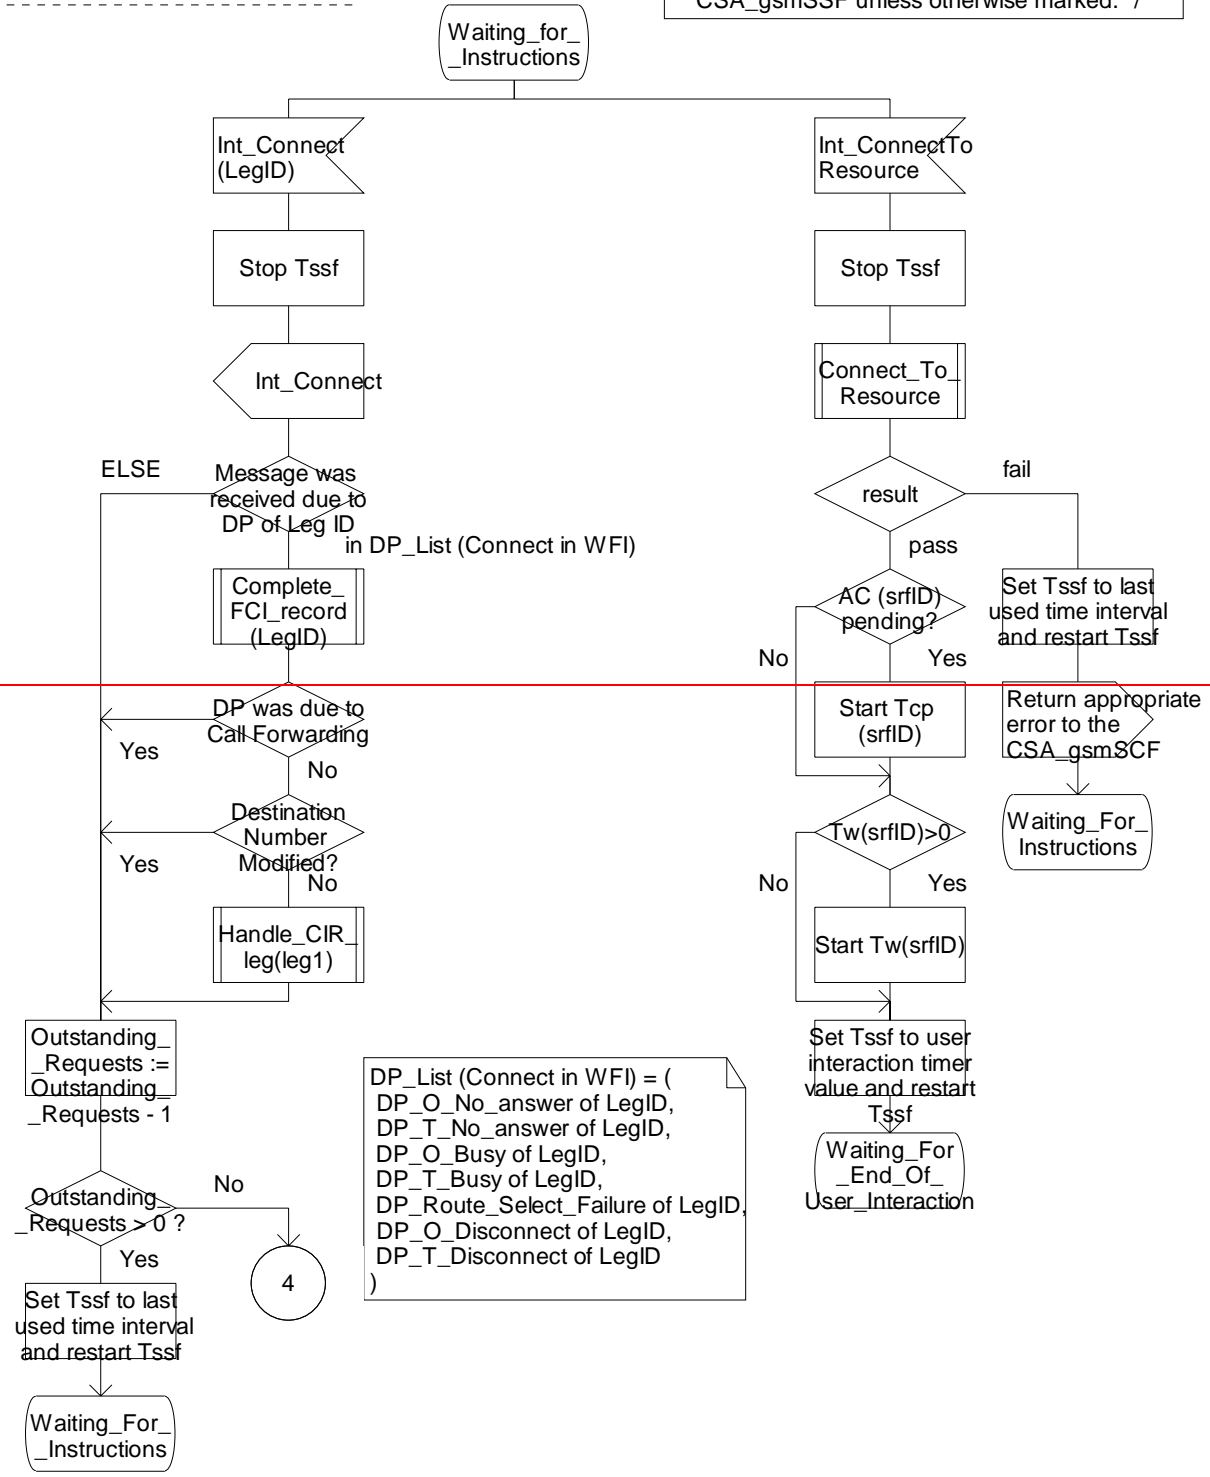 CSA_gsmSSF unless otherwise marked. */
Waiting_for_
_Instructions
Int_Connect
(LegID)
Stop Tssf
Int_Connect
Message was
received due to
DP of Leg ID
ELSE
in DP_List (Connect in WFI)
Complete_
FCI_record
(LegID)
DP was due to
Call Forwarding
Yes
No
Destination
Number
Modified?
Yes
No
Handle_CIR_
leg(leg1)
Outstanding_
_Requests :=
Outstanding_
_Requests - 1
Outstanding_
_Requests > 0 ?
No
Yes
4
Set Tssf to last
used time interval
and restart Tssf
Waiting_For_
_Instructions
DP_List (Connect in WFI) = (
DP_O_No_answer of LegID,
DP_T_No_answer of LegID,
DP_O_Busy of LegID,
DP_T_Busy of LegID,
DP_Route_Select_Failure of LegID,
DP_O_Disconnect of LegID,
DP_T_Disconnect of LegID
)
Int_ConnectTo
Resource
Stop Tssf
Connect_To_
Resource
result
fail
pass
AC (srfID)
pending?
No
Yes
Start Tcp
(srfID)
Tw(srfID)>0
No
Yes
Start Tw(srfID)
Set Tssf to user
interaction timer
value and restart
Tssf
Waiting_For
_End_Of_
User_Interaction
Set Tssf to last
used time interval
and restart Tssf
Return appropriate
error to the
CSA_gsmSCF
Waiting_For_
Instructions